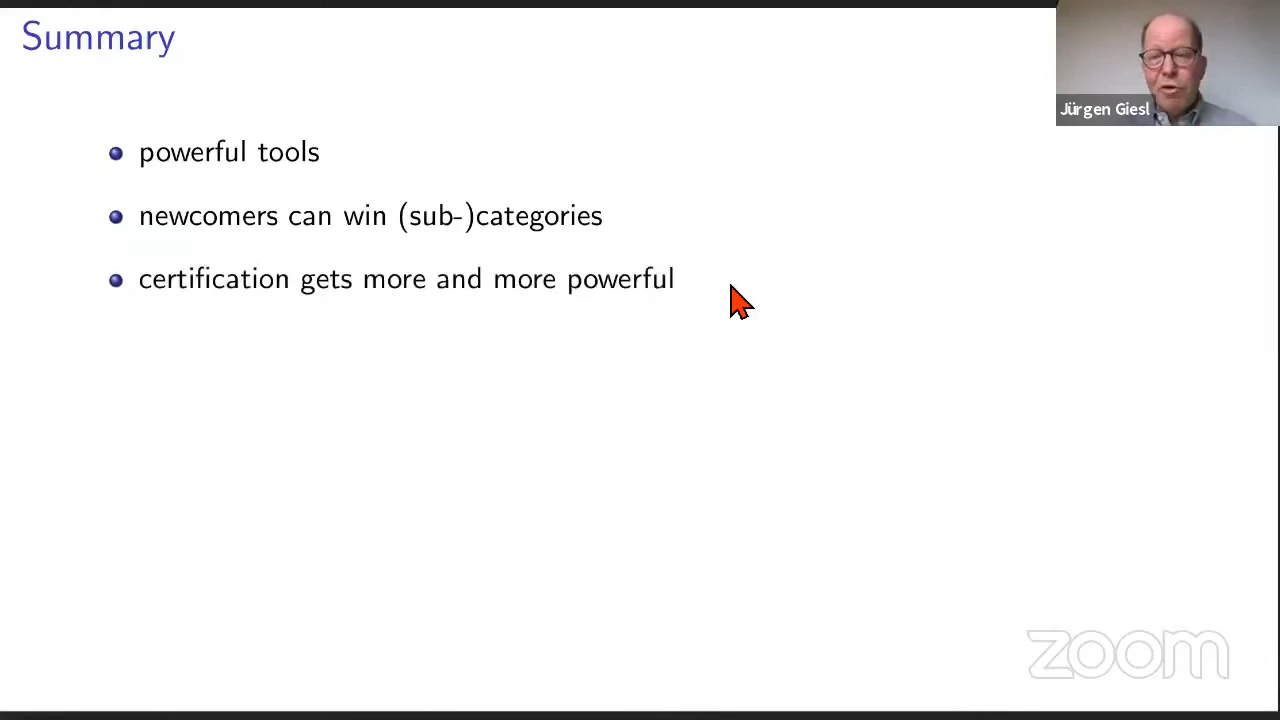 Summary
Jürgen Giesl
powerful tools
newcomers can win (sub-)categories
certification gets more and more powerful
zoom